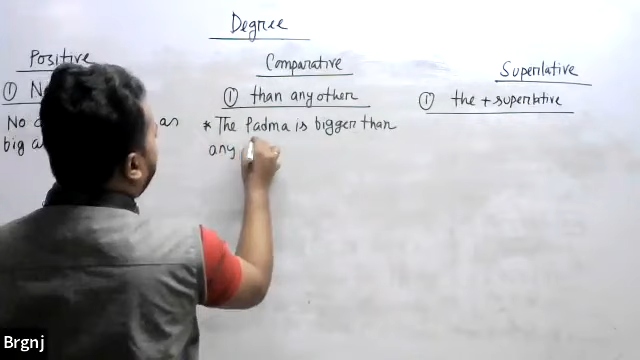 Degree
Positive
① N
No as
big a
Comparative
① than any other
* The Padma is bigger than
any
Superlative
① the + superlative
Brgnj